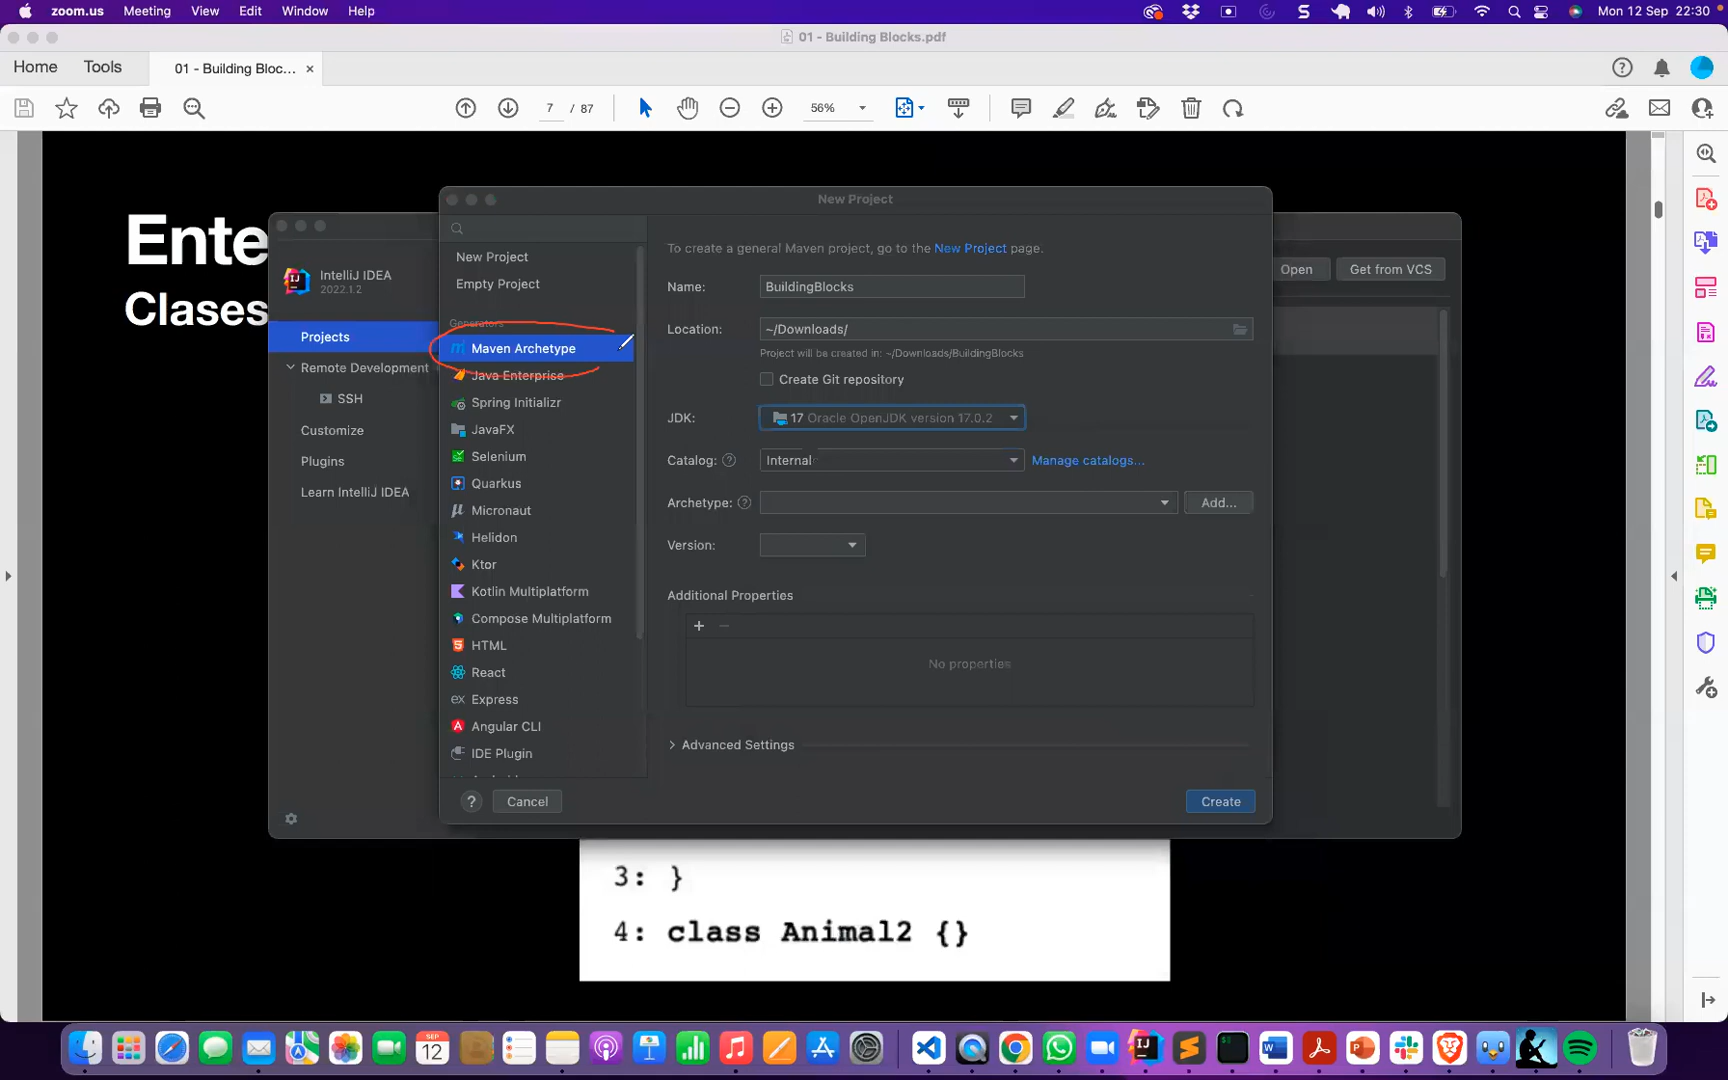 zoom.us Meeting View Edit Window Help Mon 12 Sep 22:30
01 - Building Blocks.pdf
Home Tools 01 - Building Bloc... ×
7 / 87 56%
Ente
Clases
New Project
IntelliJ IDEA
2022.1.2
Projects
Remote Development
SSH
Customize
Plugins
Learn IntelliJ IDEA
Open Get from VCS
New Project
Empty Project
Generators
Maven Archetype
Java Enterprise
Spring Initializr
JavaFX
Selenium
Quarkus
Micronaut
Helidon
Ktor
Kotlin Multiplatform
Compose Multiplatform
HTML
React
Express
Angular CLI
IDE Plugin
To create a general Maven project, go to the New Project page.
Name: BuildingBlocks
Location: ~/Downloads/
Project will be created in: ~/Downloads/BuildingBlocks
Create Git repository
JDK: 17 Oracle OpenJDK version 17.0.2
Catalog: Internal Manage catalogs...
Archetype: Add...
Version:
Additional Properties
No properties
Advanced Settings
? Cancel Create
3: }
4: class Animal2 {}
SEP
12